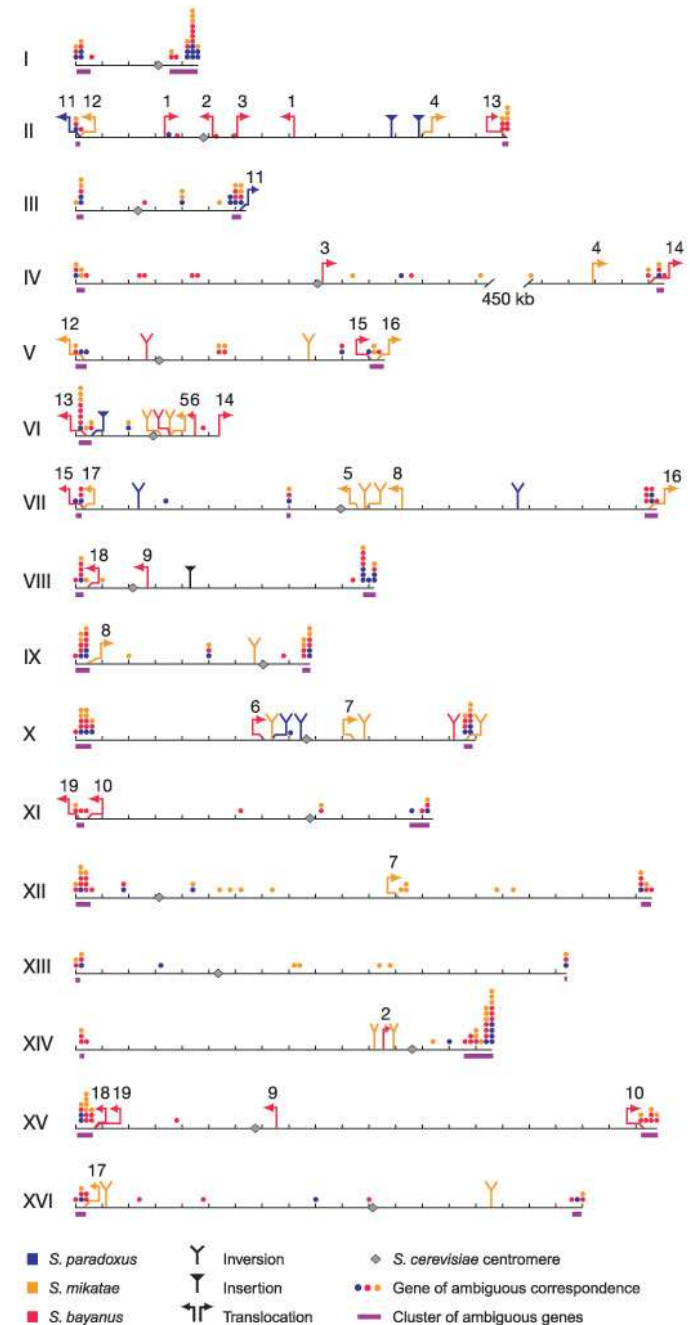 I
11 12 1 2 3 1 4 13
II
11
III
3 4 14
IV
450 kb
12 15 16
V
13 56 14
VI
15 17 5 8 16
VII
18 9
VIII
8
IX
6 7
X
19 10
XI
7
XII
XIII
2
XIV
18 19 9 10
XV
17
XVI
S. paradoxus Inversion S. cerevisiae centromere
S. mikatae Insertion Gene of ambiguous correspondence
S. bayanus Translocation Cluster of ambiguous genes